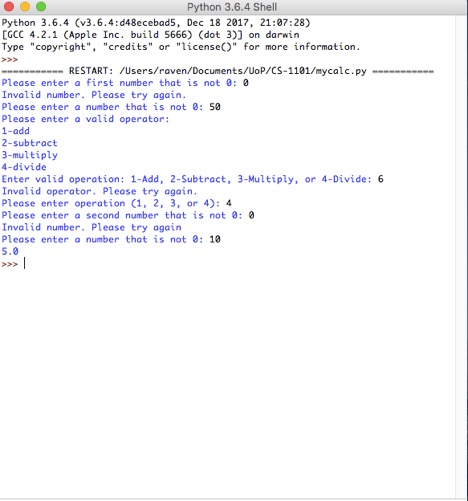 Python 3.6.4 Shell
Python 3.6.4 (v3.6.4:d48ecebad5, Dec 18 2017, 21:07:28)
[GCC 4.2.1 (Apple Inc. build 5666) (dot 3)] on darwin
Type "copyright", "credits" or "license()" for more information.
>>>
=========== RESTART: /Users/raven/Documents/UoP/CS-1101/mycalc.py ===========
Please enter a first number that is not 0: 0
Invalid number. Please try again.
Please enter a number that is not 0: 50
Please enter a valid operator:
1-add
2-subtract
3-multiply
4-divide
Enter valid operation: 1-Add, 2-Subtract, 3-Multiply, or 4-Divide: 6
Invalid operator. Please try again.
Please enter operation (1, 2, 3, or 4): 4
Please enter a second number that is not 0: 0
Invalid number. Please try again
Please enter a number that is not 0: 10
5.0
>>>